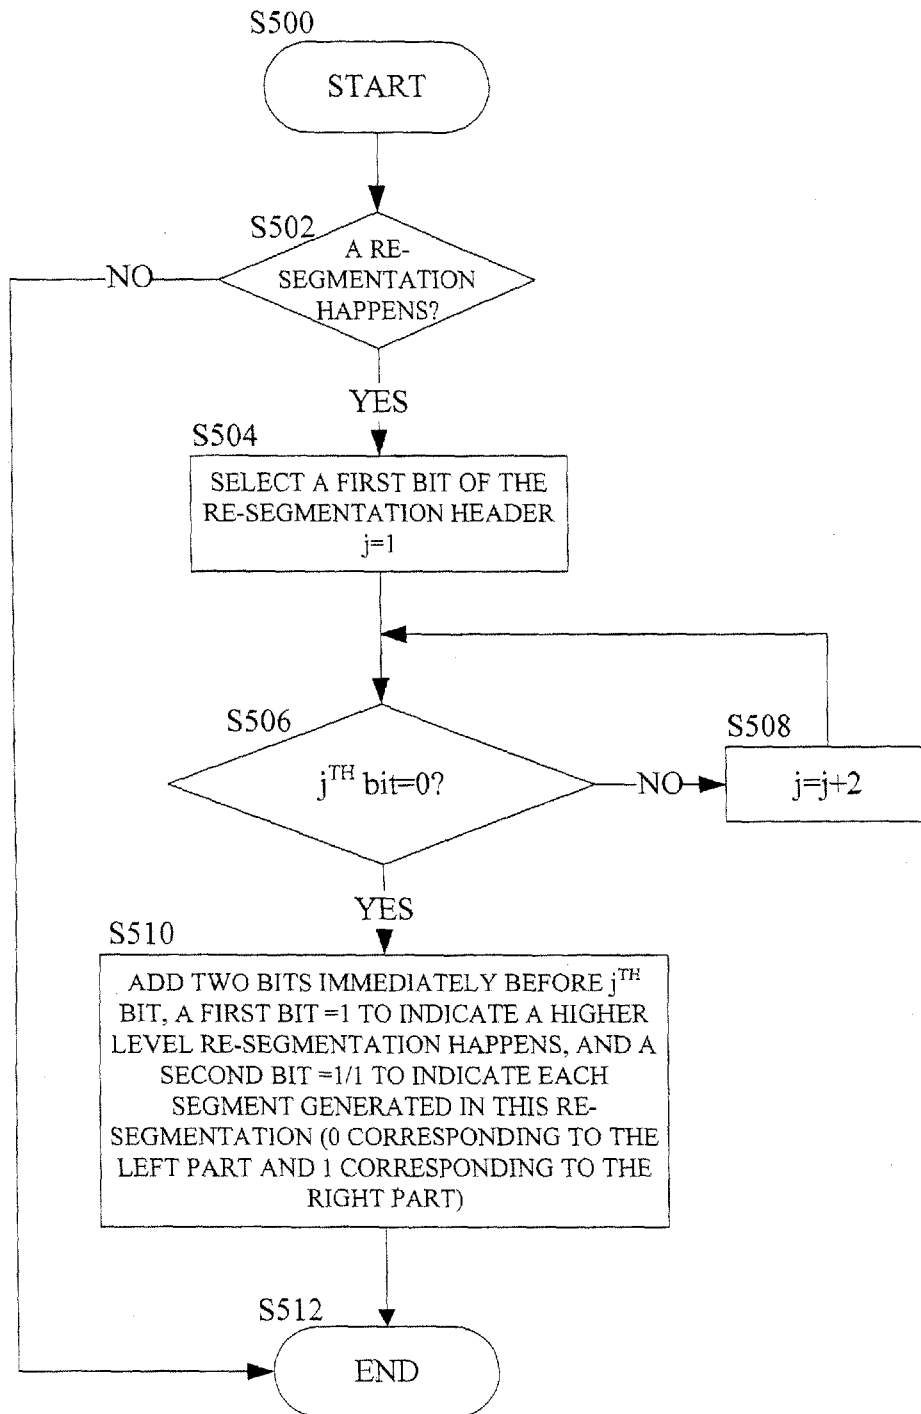 S500
START
S502
A RE-
SEGMENTATION
HAPPENS?
NO
YES
S504
SELECT A FIRST BIT OF THE
RE-SEGMENTATION HEADER
j=1
S506
j^TH bit=0?
NO
S508
j=j+2
YES
S510
ADD TWO BITS IMMEDIATELY BEFORE j^TH
BIT, A FIRST BIT =1 TO INDICATE A HIGHER
LEVEL RE-SEGMENTATION HAPPENS, AND A
SECOND BIT =1/1 TO INDICATE EACH
SEGMENT GENERATED IN THIS RE-
SEGMENTATION (0 CORRESPONDING TO THE
LEFT PART AND 1 CORRESPONDING TO THE
RIGHT PART)
S512
END